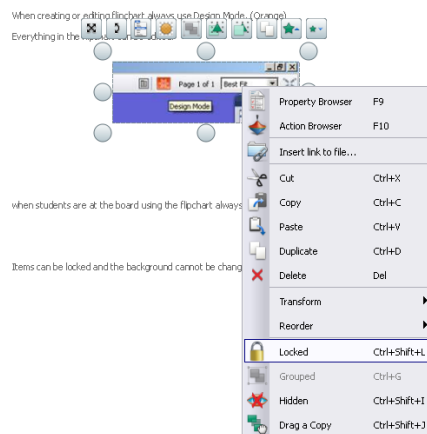 When creating or editing flipchart always use Design Mode. (Orange)
Everything in the
Page 1 of 1 Best Fit
Design Mode
Property Browser F9
Action Browser F10
Insert link to file...
Cut Ctrl+X
Copy Ctrl+C
when students are at the board using the flipchart always
Paste Ctrl+V
Duplicate Ctrl+D
Items can be locked and the background cannot be chang
Delete Del
Transform
Reorder
Locked Ctrl+Shift+L
Grouped Ctrl+G
Hidden Ctrl+Shift+I
Drag a Copy Ctrl+Shift+J